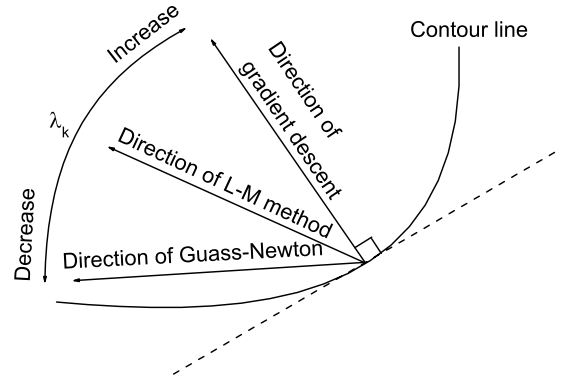 Increase
Contour line
Direction of
gradient descent
λk
Direction of L-M method
Decrease
Direction of Guass-Newton